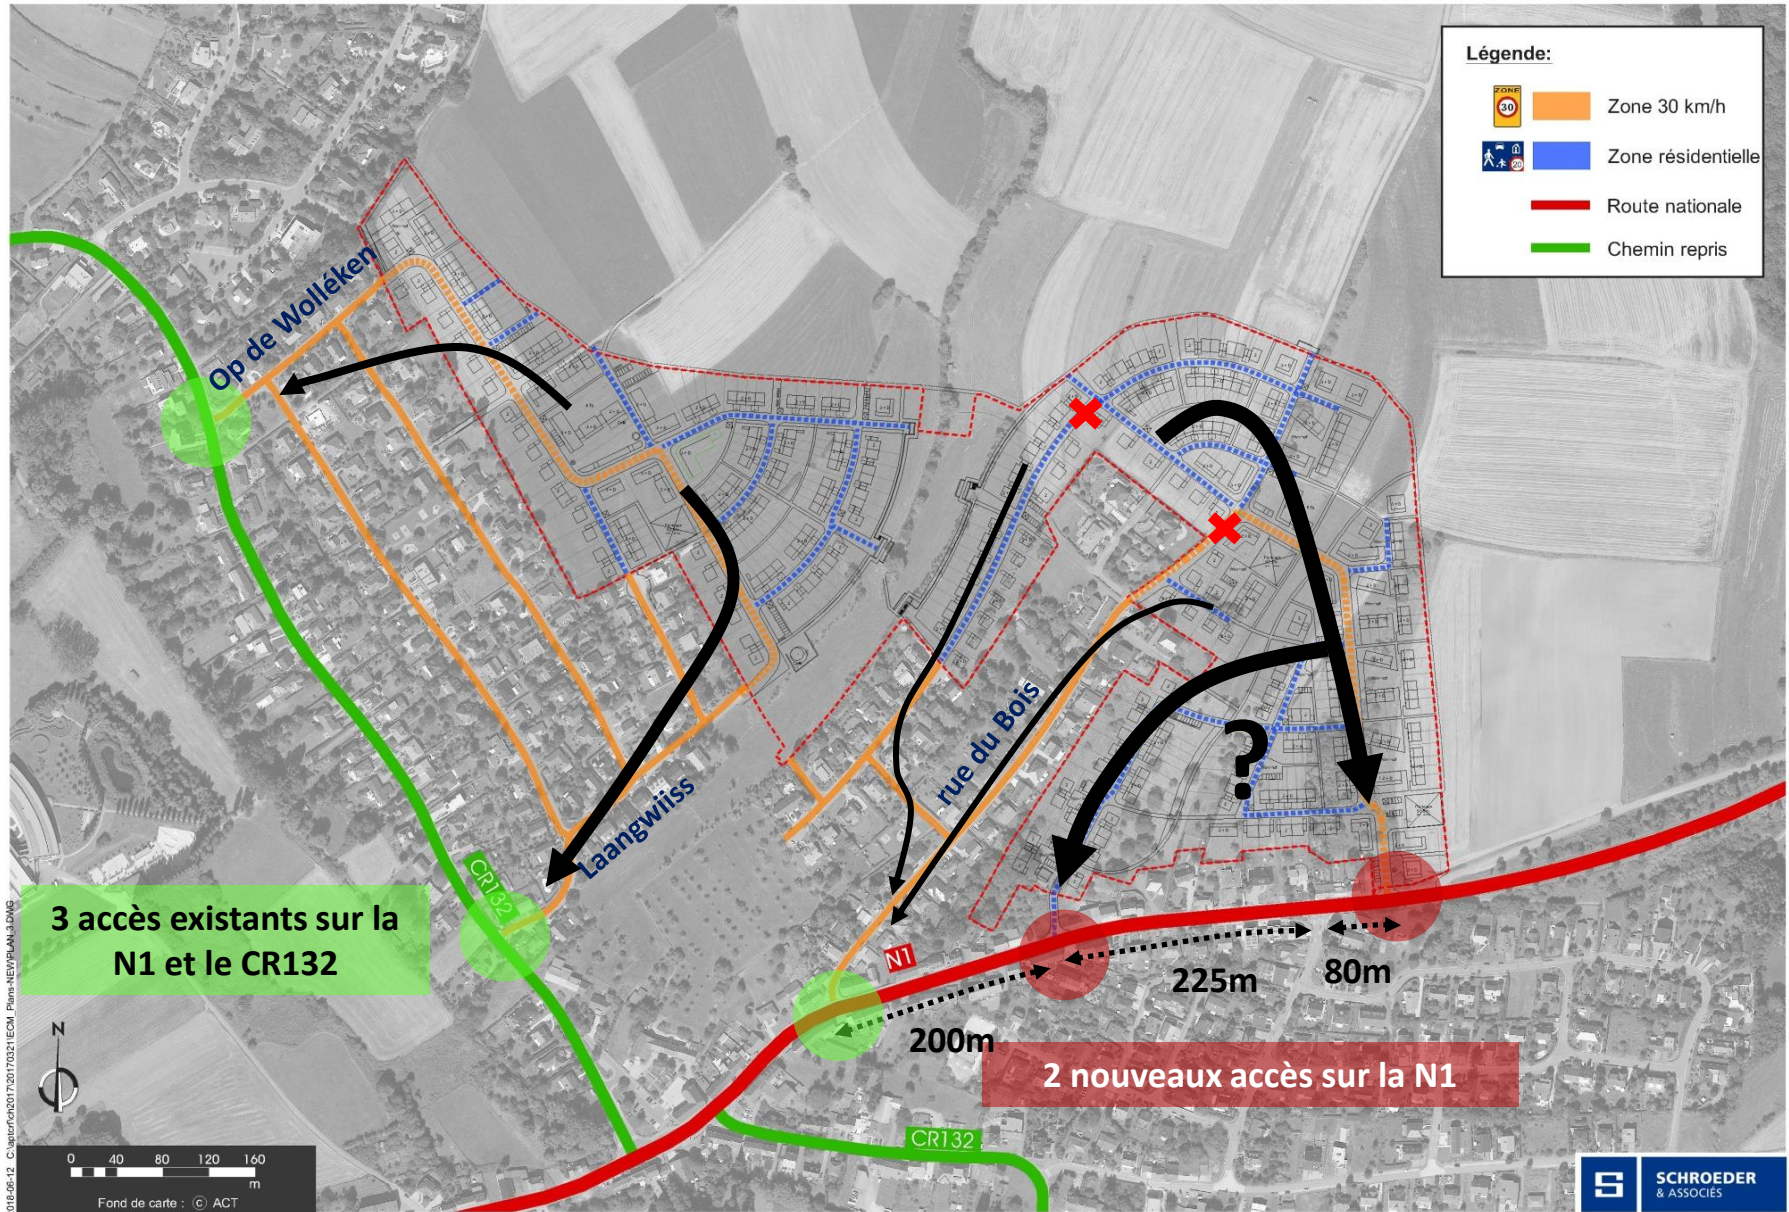 Légende:
ZONE
30
Zone 30 km/h
20
Zone résidentielle
Route nationale
Chemin repris
Op de Wolléken
Laangwiiss
rue du Bois
?
CR132
3 accès existants sur la
N1 et le CR132
N1
200m
225m
80m
2 nouveaux accès sur la N1
CR132
N
0 40 80 120 160
m
Fond de carte : © ACT
S SCHROEDER
& ASSOCIÉS